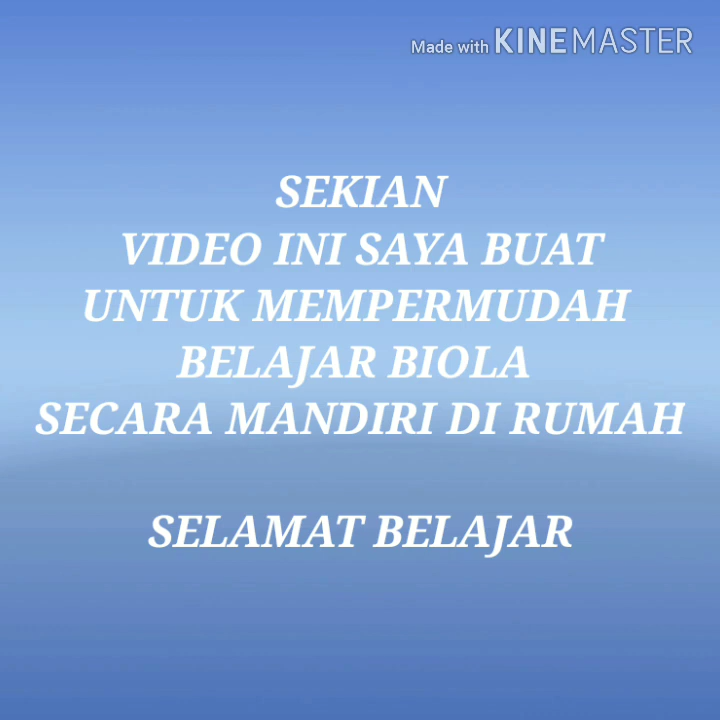 Made with KINEMASTER
SEKIAN
VIDEO INI SAYA BUAT
UNTUK MEMPERMUDAH
BELAJAR BIOLA
SECARA MANDIRI DI RUMAH
SELAMAT BELAJAR